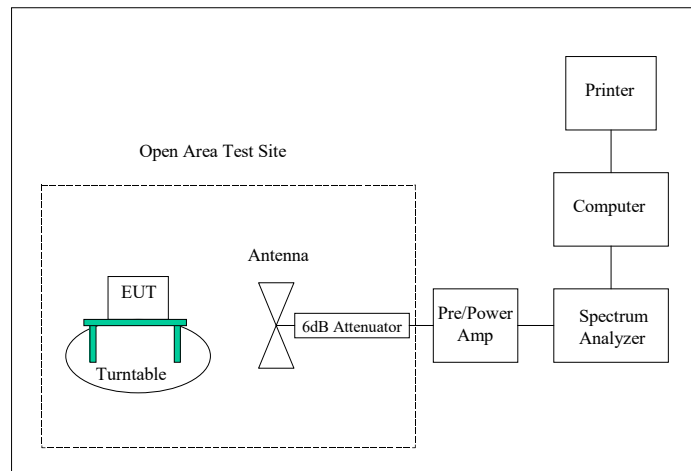 Printer
Open Area Test Site
Computer
Antenna
EUT
Pre/Power
Amp
Spectrum
Analyzer
6dB Attenuator
Turntable